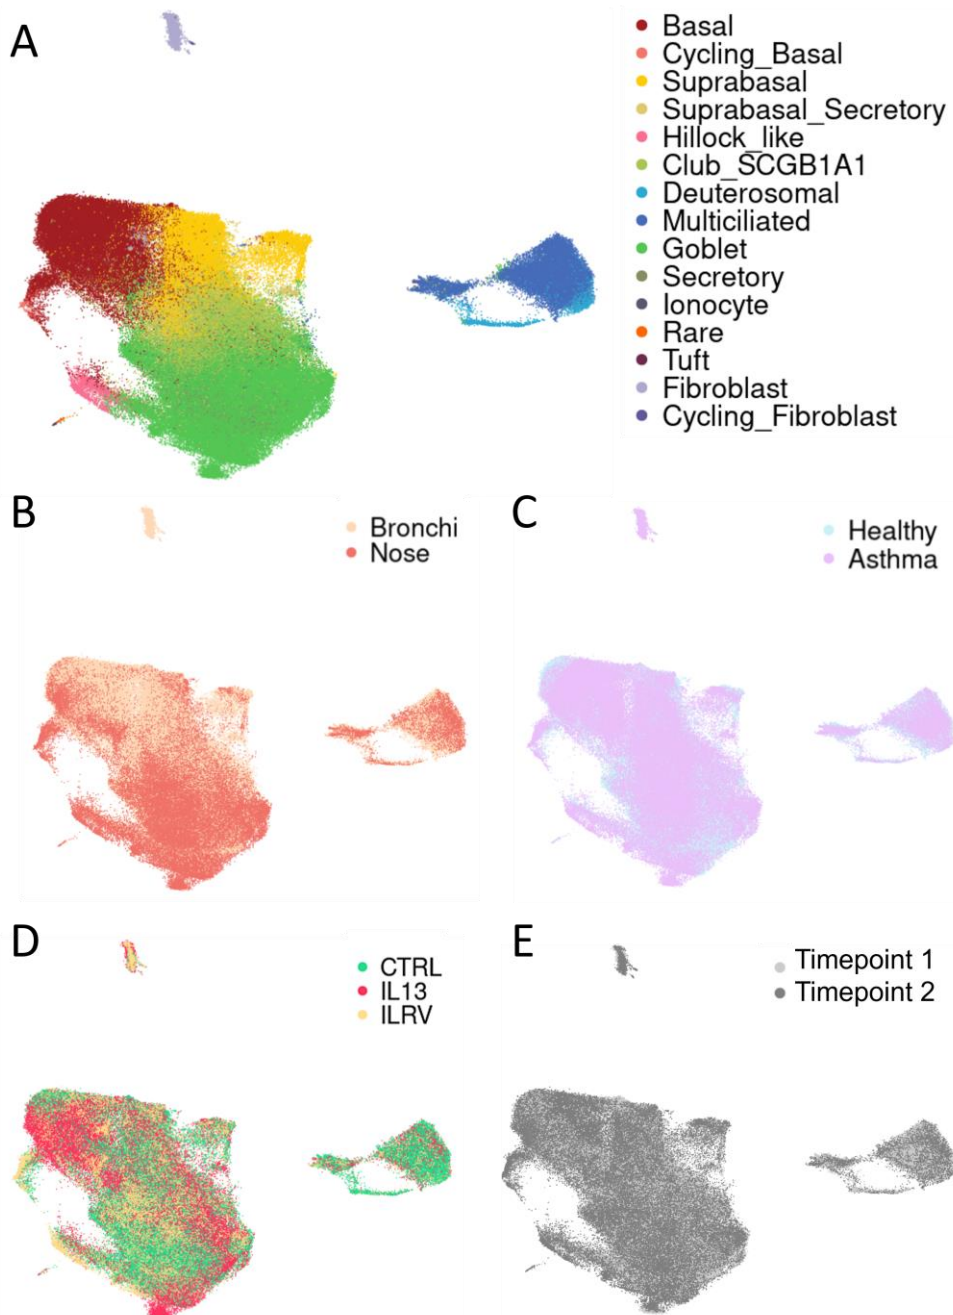 A
Basal
Cycling_Basal
Suprabasal
Suprabasal_Secretory
Hillock_like
Club_SCGB1A1
Deuterosomal
Multiciliated
Goblet
Secretory
Ionocyte
Rare
Tuft
Fibroblast
Cycling_Fibroblast
B
Bronchi
Nose
C
Healthy
Asthma
D
CTRL
IL13
ILRV
E
Timepoint 1
Timepoint 2